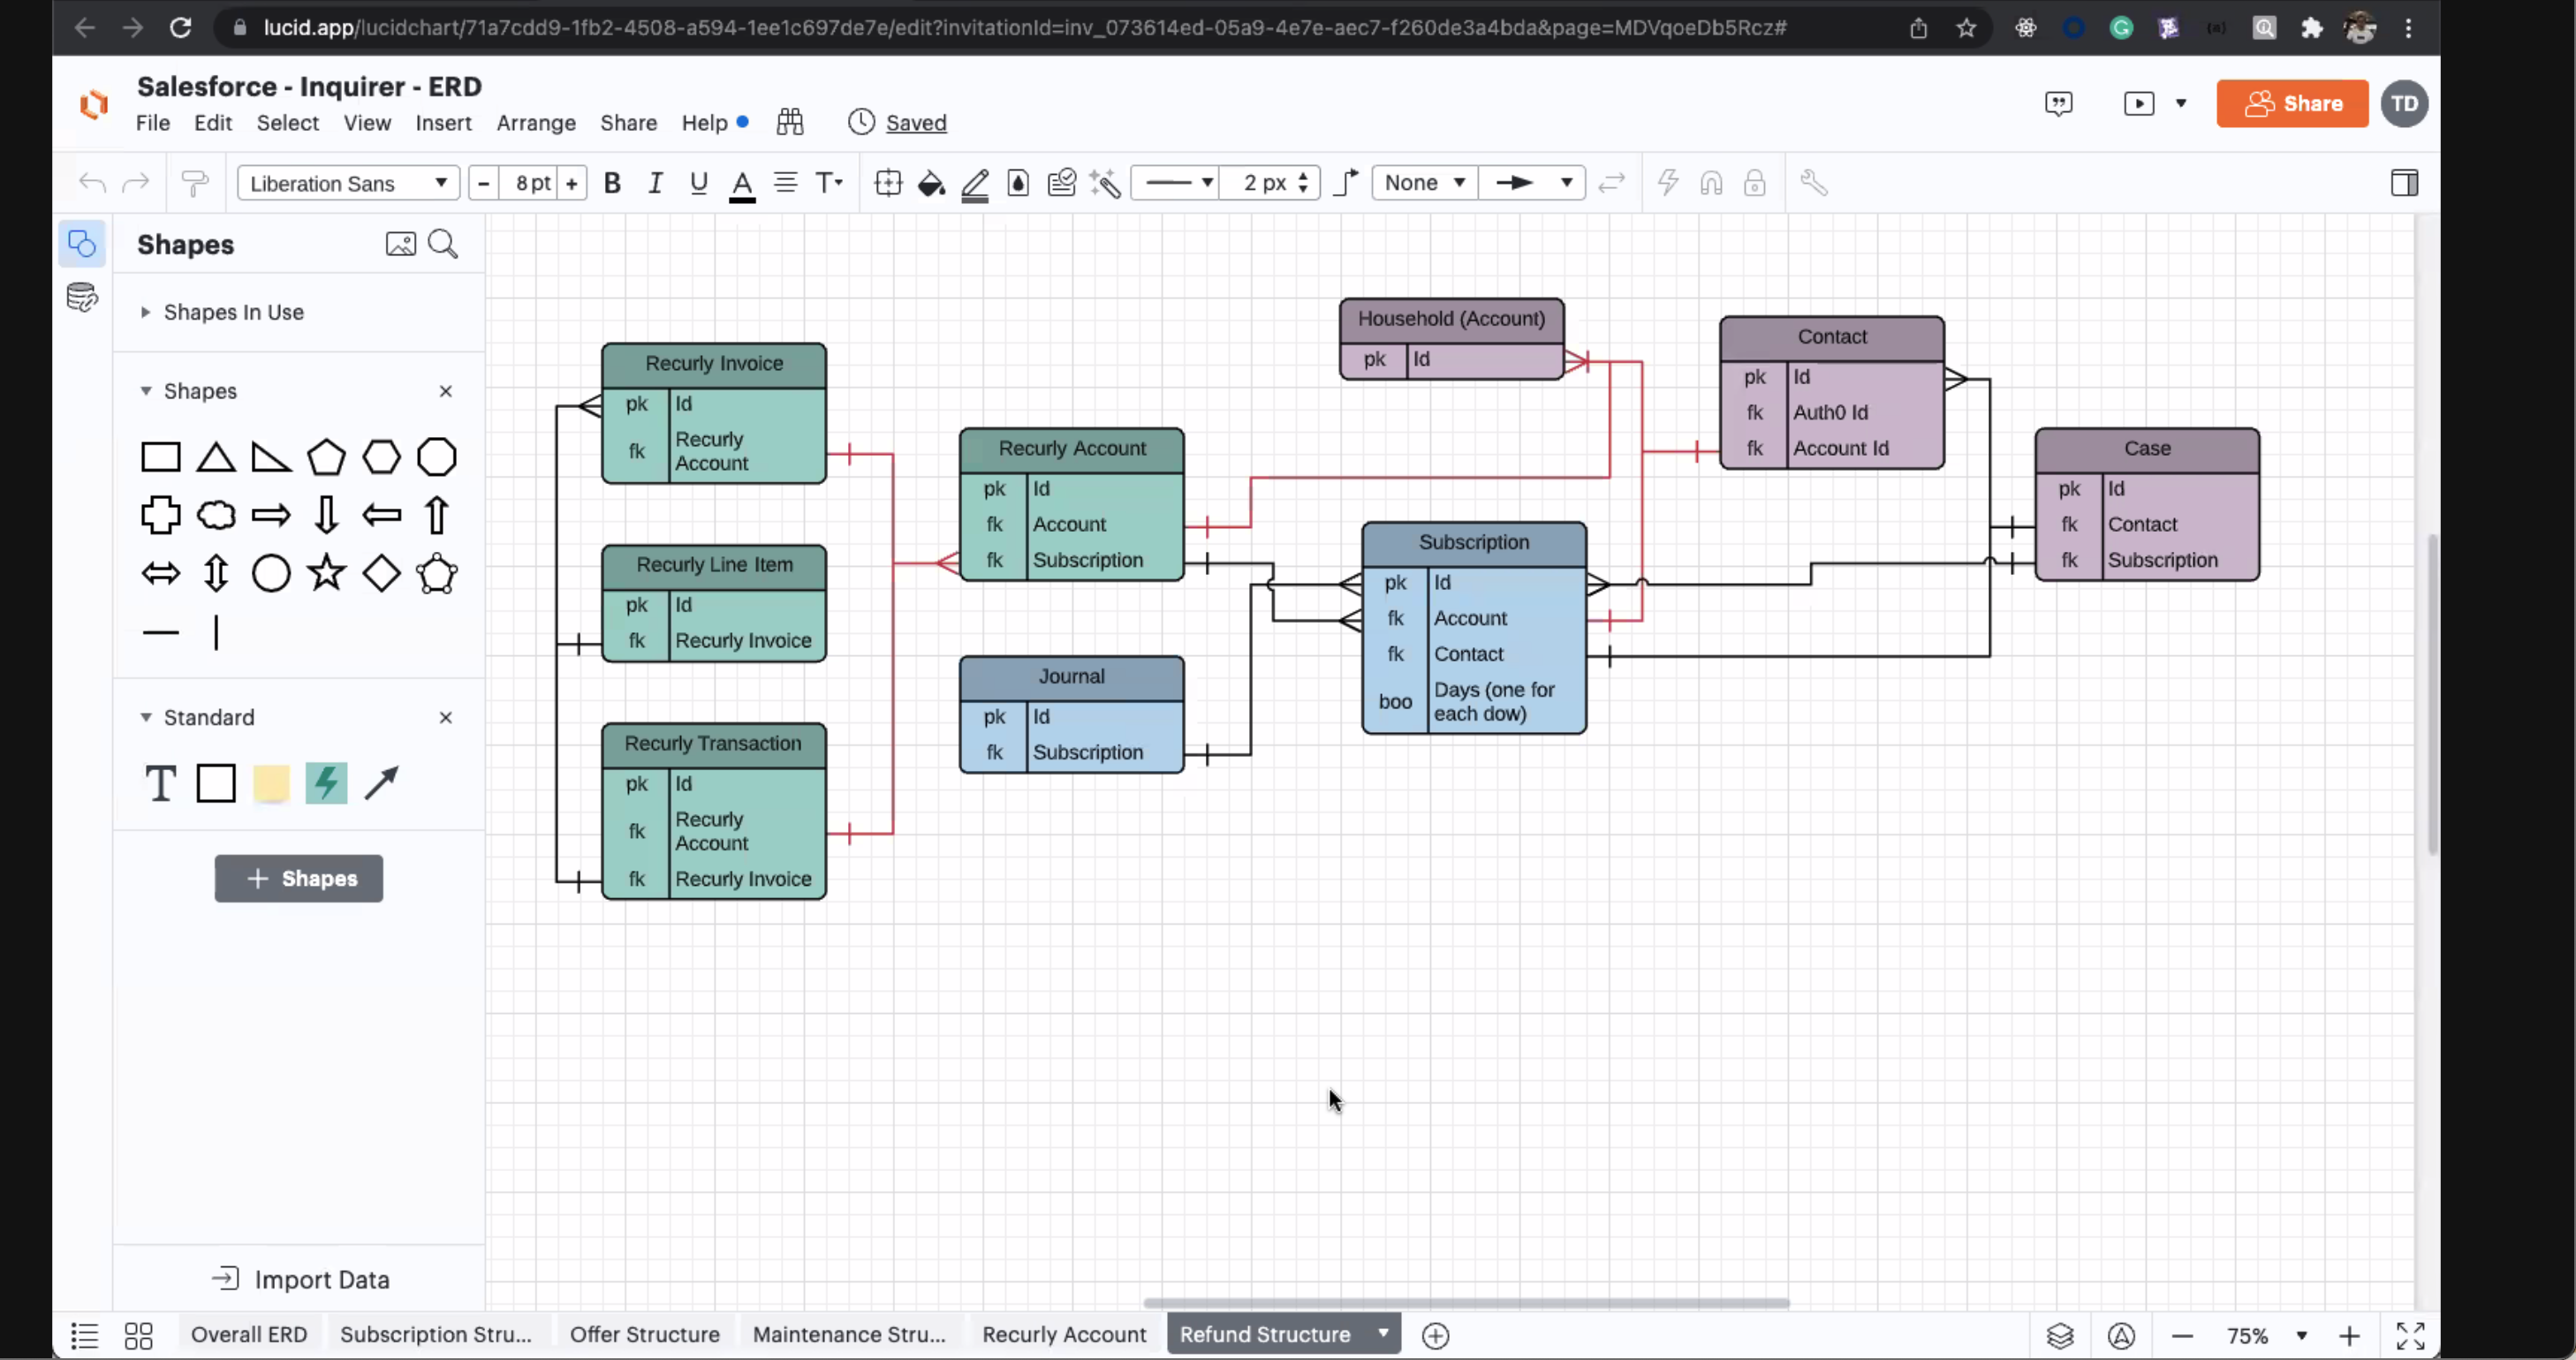 lucid.app/lucidchart/71a7cdd9-1fb2-4508-a594-1ee1c697de7e/edit?invitationId=inv_073614ed-05a9-4e7e-aec7-f260de3a4bda&page=MDVqoeDb5Rcz#
Salesforce - Inquirer - ERD
File Edit Select View Insert Arrange Share Help
Saved
Share
TD
Liberation Sans
8 pt
B I U A T
2 px
None
Shapes
Shapes In Use
Shapes
Standard
T
+ Shapes
Import Data
Recurly Invoice
pk Id
fk Recurly
Account
Recurly Line Item
pk Id
fk Recurly Invoice
Recurly Transaction
pk Id
fk Recurly
Account
fk Recurly Invoice
Recurly Account
pk Id
fk Account
fk Subscription
Journal
pk Id
fk Subscription
Household (Account)
pk Id
Subscription
pk Id
fk Account
fk Contact
boo Days (one for
each dow)
Contact
pk Id
fk Auth0 Id
fk Account Id
Case
pk Id
fk Contact
fk Subscription
Overall ERD
Subscription Stru...
Offer Structure
Maintenance Stru...
Recurly Account
Refund Structure
75%